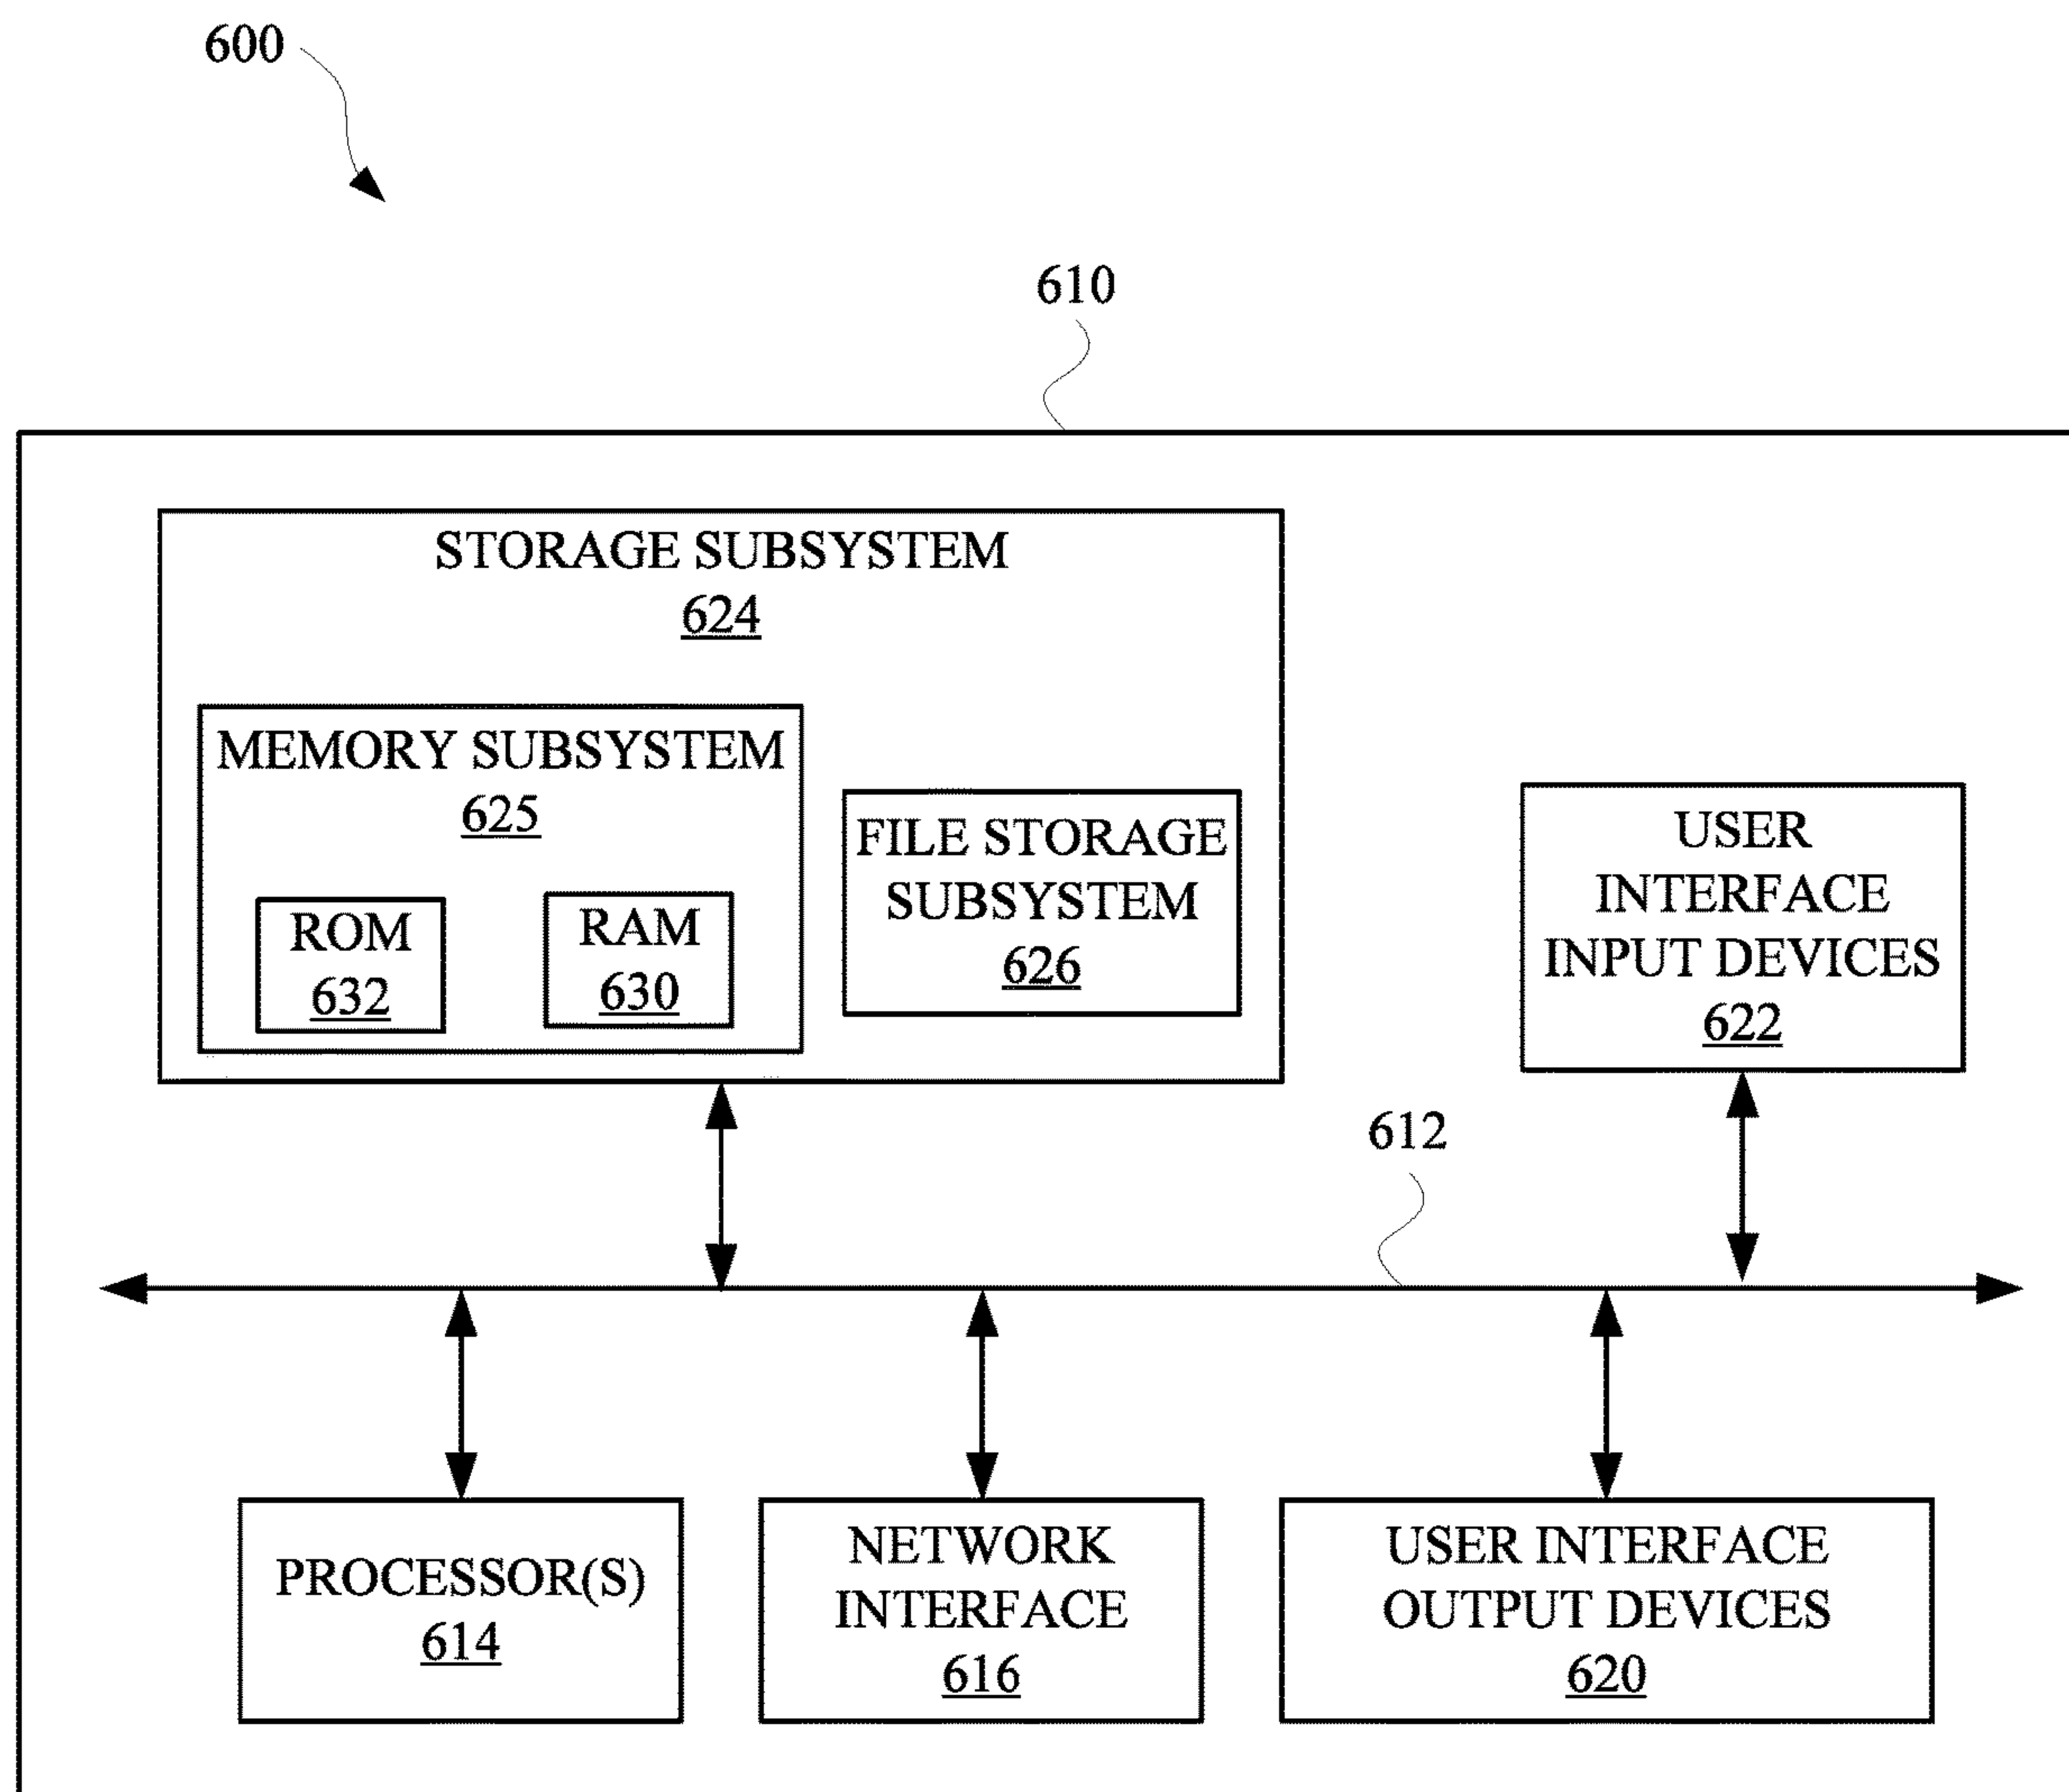 600
610
STORAGE SUBSYSTEM
624
MEMORY SUBSYSTEM
625
ROM
632
RAM
630
FILE STORAGE
SUBSYSTEM
626
USER
INTERFACE
INPUT DEVICES
622
612
PROCESSOR(S)
614
NETWORK
INTERFACE
616
USER INTERFACE
OUTPUT DEVICES
620